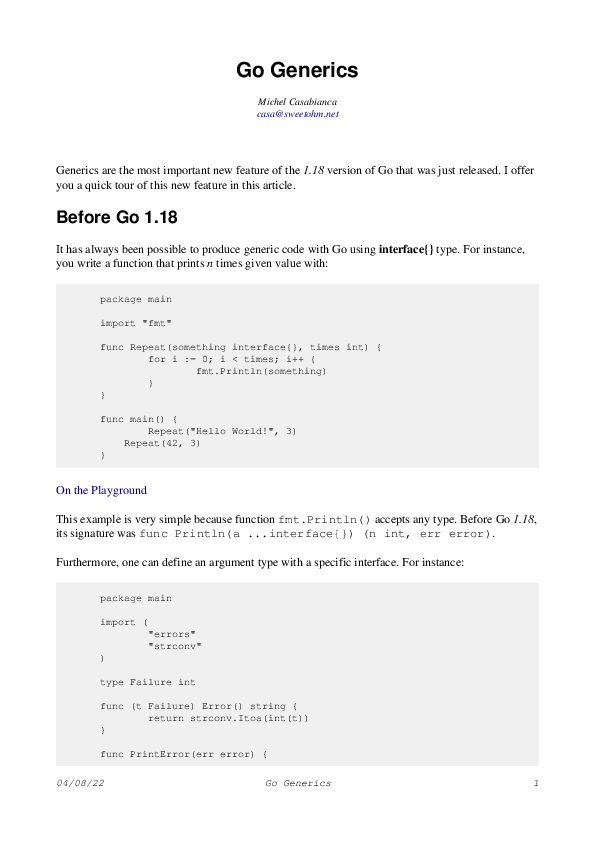 Go Generics
Michel Casabianca
casa@sweetohm.net
Generics are the most important new feature of the 1.18 version of Go that was just released. I offer
you a quick tour of this new feature in this article.
Before Go 1.18
It has always been possible to produce generic code with Go using interface{} type. For instance,
you write a function that prints n times given value with:
package main
import "fmt"
func Repeat(something interface{}, times int) {
        for i := 0; i < times; i++ {
                fmt.Println(something)
        }
}
func main() {
        Repeat("Hello World!", 3)
    Repeat(42, 3)
}
On the Playground
This example is very simple because function fmt.Println() accepts any type. Before Go 1.18,
its signature was func Println(a ...interface{}) (n int, err error).
Furthermore, one can define an argument type with a specific interface. For instance:
package main
import (
        "errors"
        "strconv"
)
type Failure int
func (t Failure) Error() string {
        return strconv.Itoa(int(t))
}
func PrintError(err error) {
04/08/22 Go Generics 1